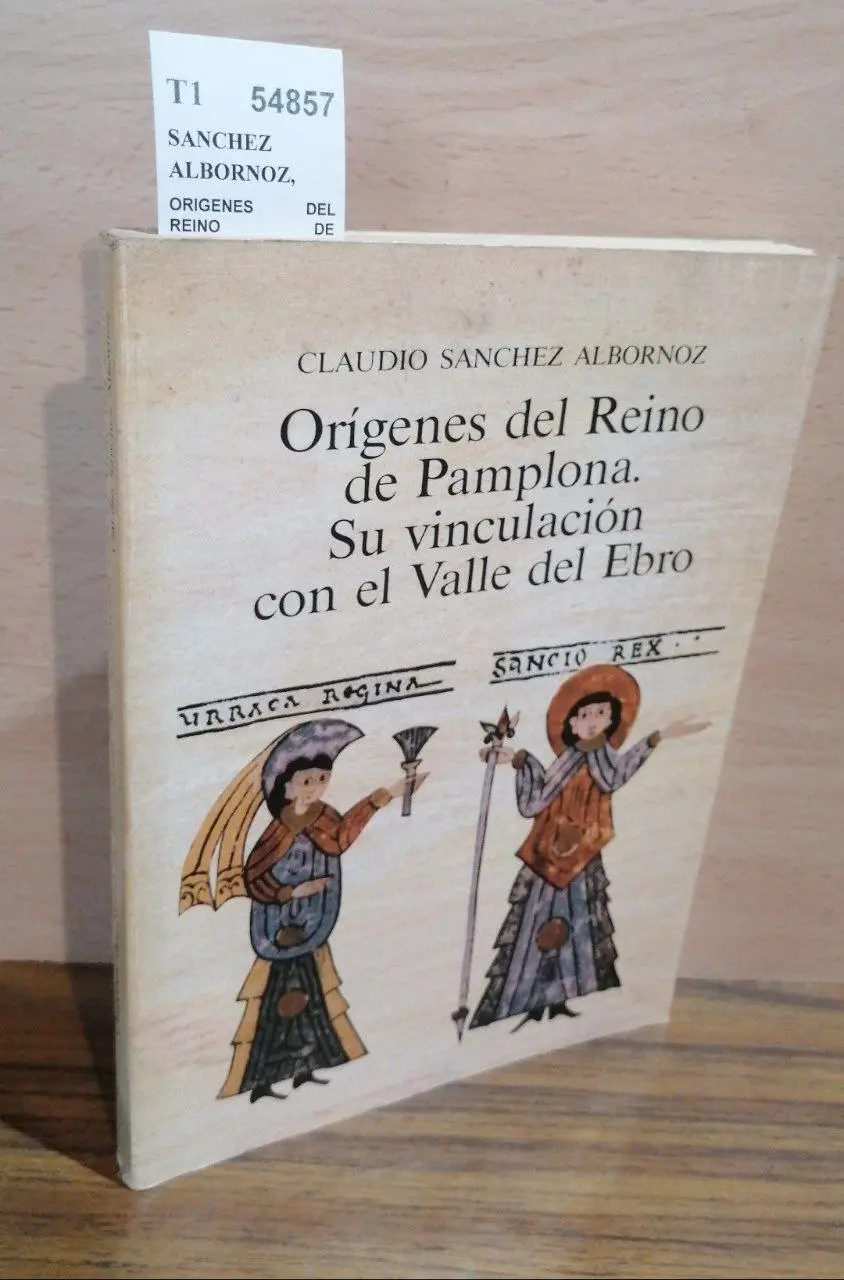 T1 54857
SANCHEZ
ALBORNOZ,
ORIGENES DEL
REINO DE
CLAUDIO SANCHEZ ALBORNOZ
Orígenes del Reino
de Pamplona.
Su vinculación
con el Valle del Ebro
URRACA REGINA
SANCIO REX · ·